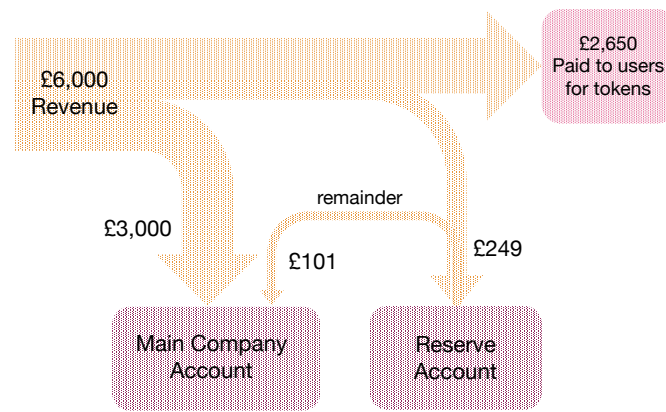 £6,000
Revenue
£2,650
Paid to users
for tokens
£3,000
remainder
£101
£249
Main Company
Account
Reserve
Account